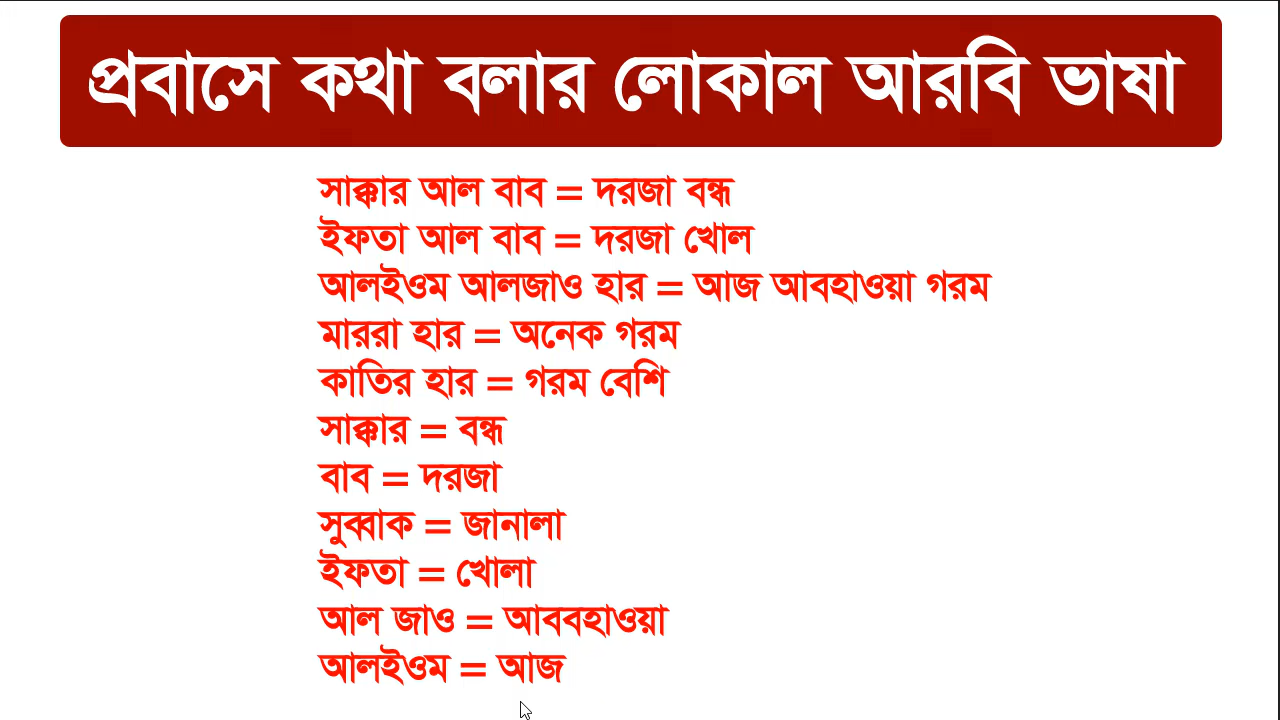 প্রবাসে কথা বলার লোকাল আরবি ভাষা
সাক্কার আল বাব = দরজা বন্ধ
ইফতা আল বাব = দরজা খোল
আলইওম আলজাও হার = আজ আবহাওয়া গরম
মাররা হার = অনেক গরম
কাতির হার = গরম বেশি
সাক্কার = বন্ধ
বাব = দরজা
সুব্বাক = জানালা
ইফতা = খোলা
আল জাও = আববহাওয়া
আলইওম = আজ